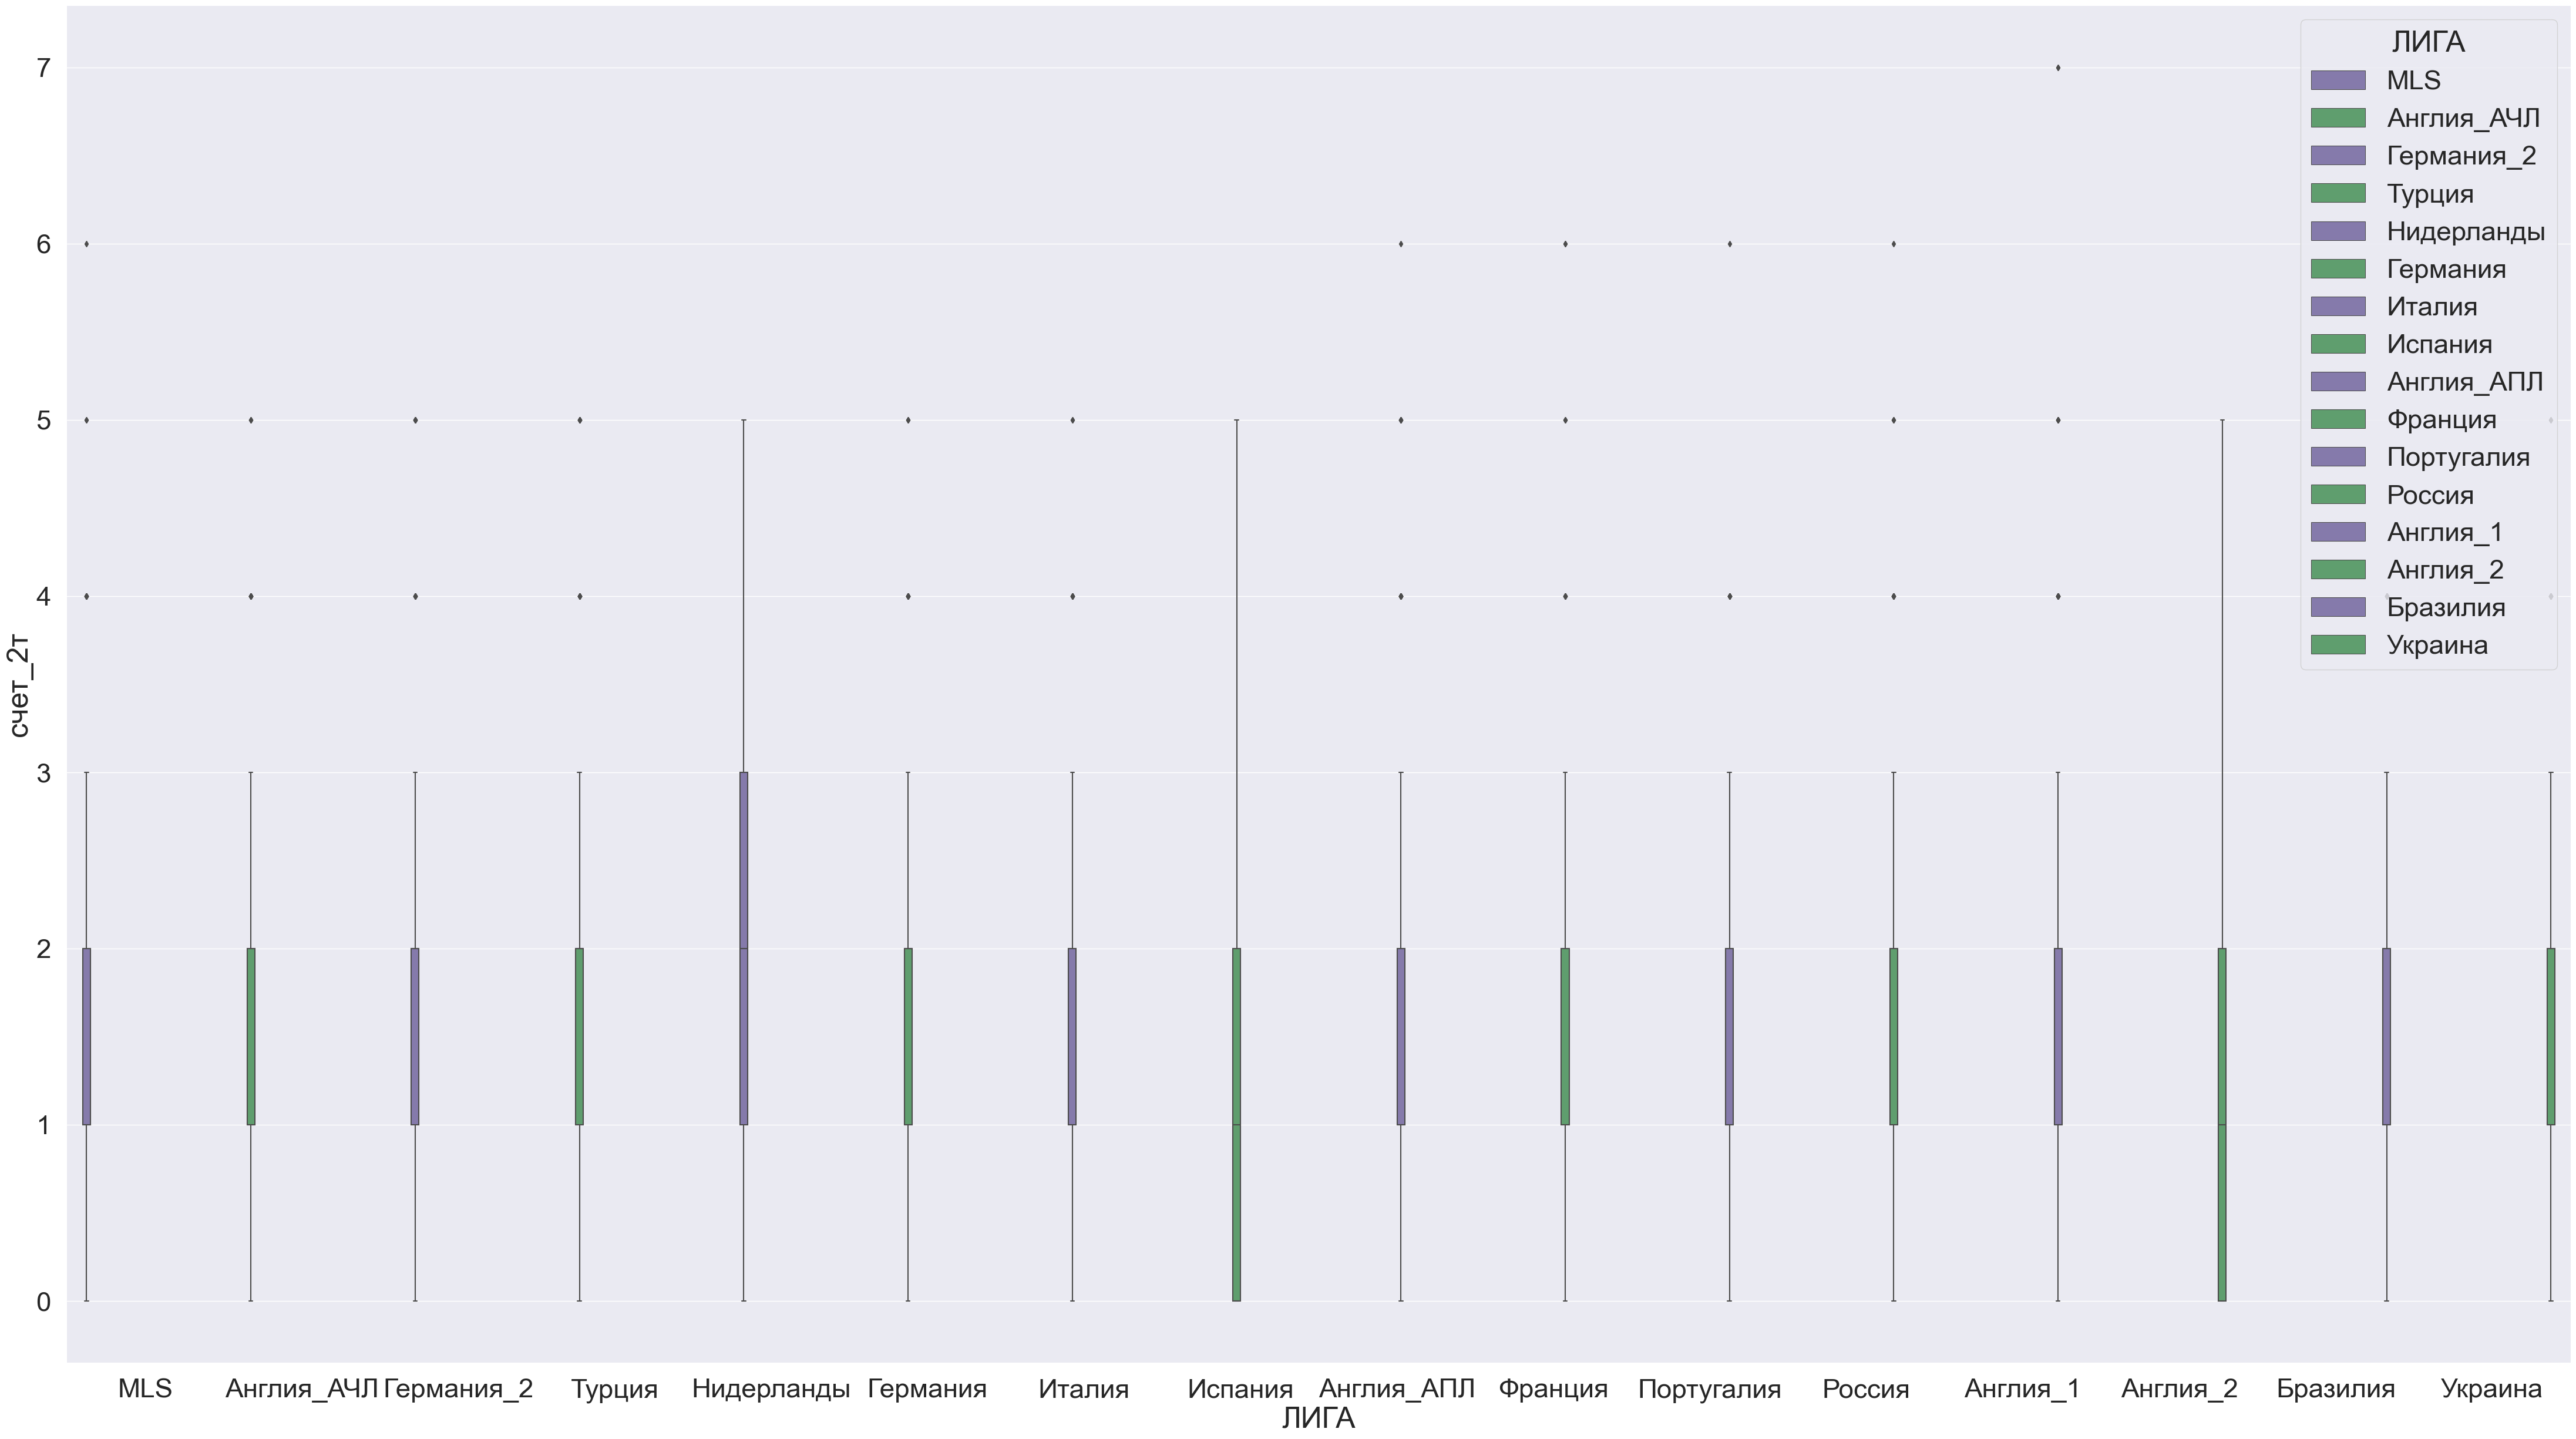 7
6
5
4
3
2
1
0
счет_2т
MLS Англия_АЧЛ Германия_2 Турция Нидерланды Германия Италия Испания Англия_АПЛ Франция Португалия Россия Англия_1 Англия_2 Бразилия Украина
ЛИГА
ЛИГА
MLS
Англия_АЧЛ
Германия_2
Турция
Нидерланды
Германия
Италия
Испания
Англия_АПЛ
Франция
Португалия
Россия
Англия_1
Англия_2
Бразилия
Украина